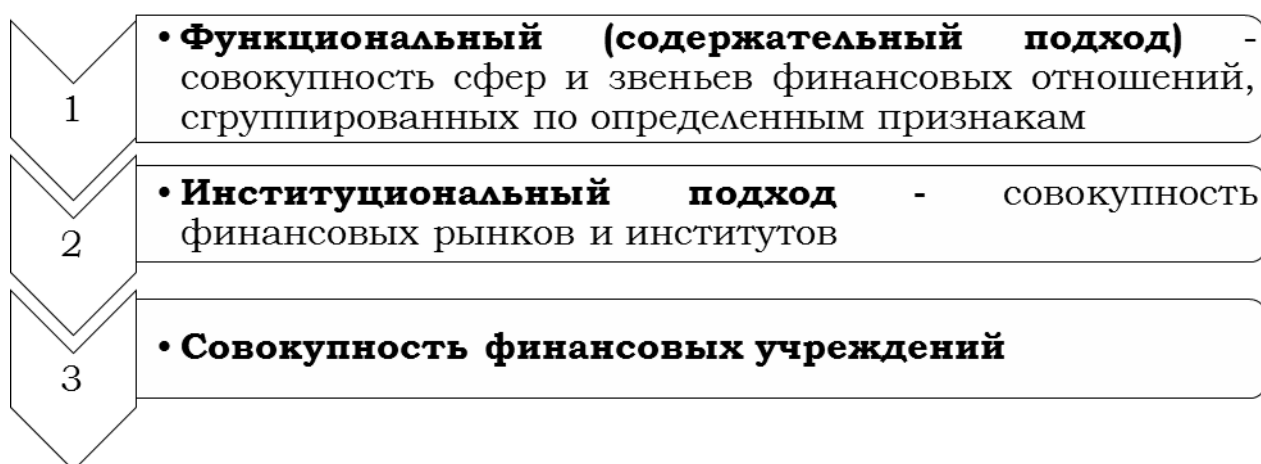 • Функциональный (содержательный подход) -
совокупность сфер и звеньев финансовых отношений,
1
сгруппированных по определенным признакам
• Институциональный подход - совокупность
финансовых рынков и институтов
2
• Совокупность финансовых учреждений
3